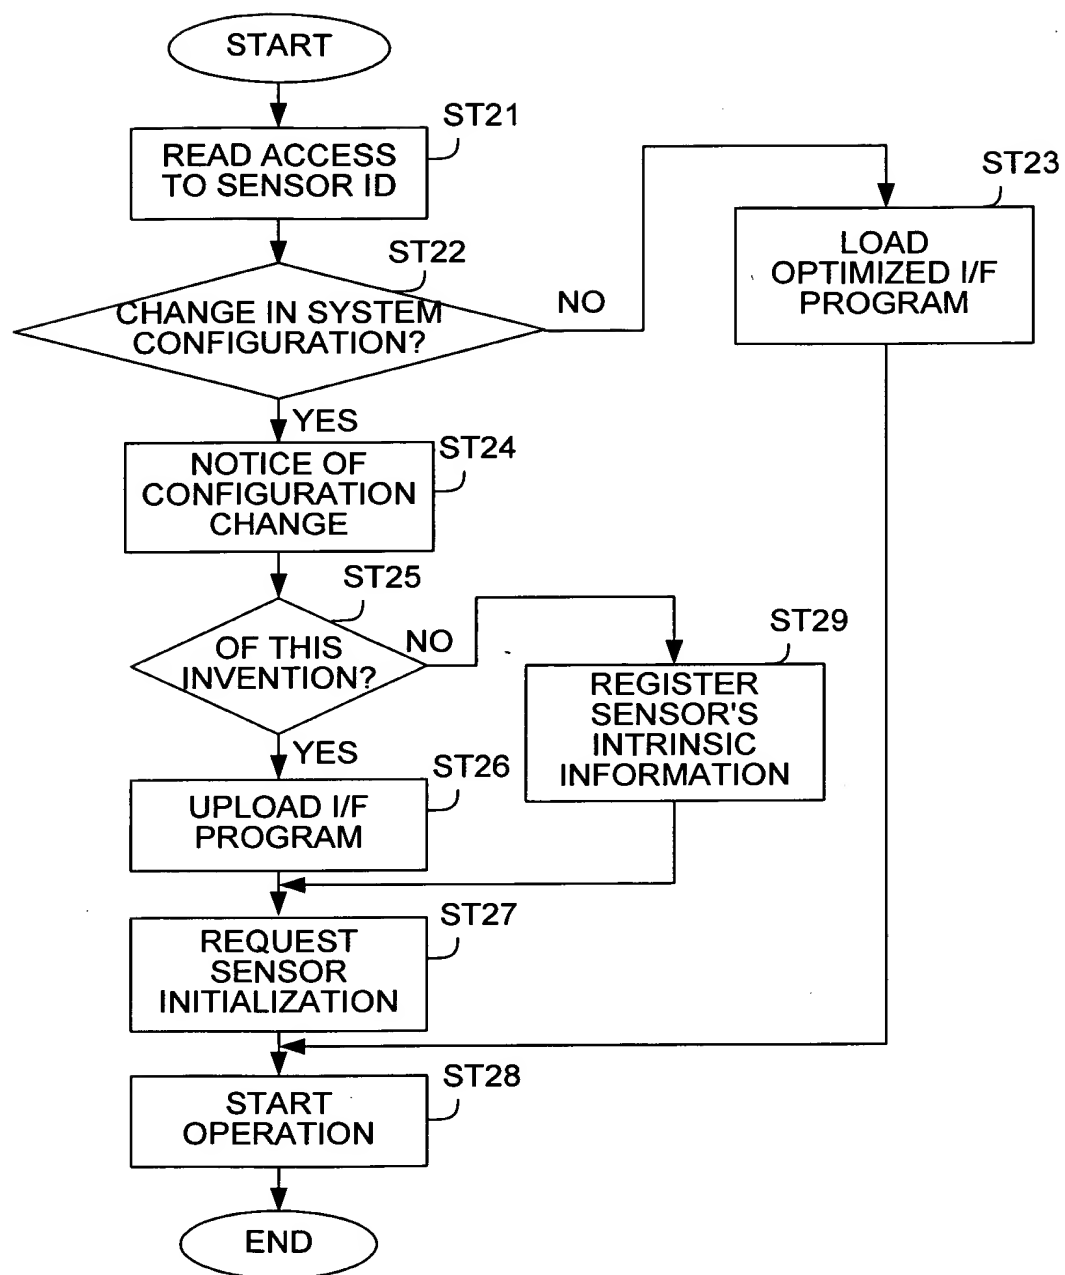 START
ST21
READ ACCESS
TO SENSOR ID
ST23
LOAD
OPTIMIZED I/F
PROGRAM
ST22
CHANGE IN SYSTEM
CONFIGURATION?
NO
YES
ST24
NOTICE OF
CONFIGURATION
CHANGE
ST25
OF THIS
INVENTION?
NO
ST29
REGISTER
SENSOR'S
INTRINSIC
INFORMATION
YES
ST26
UPLOAD I/F
PROGRAM
ST27
REQUEST
SENSOR
INITIALIZATION
ST28
START
OPERATION
END